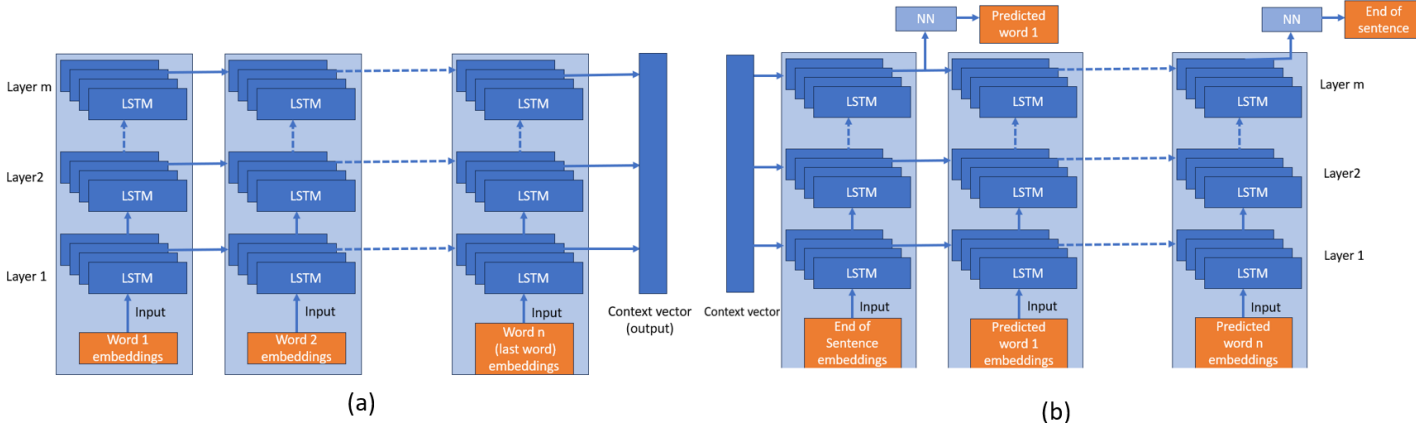 Layer m
Layer2
Layer 1
LSTM
LSTM
LSTM
LSTM
LSTM
LSTM
LSTM
LSTM
LSTM
Input
Input
Input
Word 1
embeddings
Word 2
embeddings
Word n
(last word)
embeddings
Context vector
(output)
(a)
NN
Predicted
word 1
NN
End of
sentence
LSTM
LSTM
LSTM
Layer m
LSTM
LSTM
LSTM
Layer2
LSTM
LSTM
LSTM
Layer 1
Context vector
Input
Input
Input
End of
Sentence
embeddings
Predicted
word 1
embeddings
Predicted
word n
embeddings
(b)